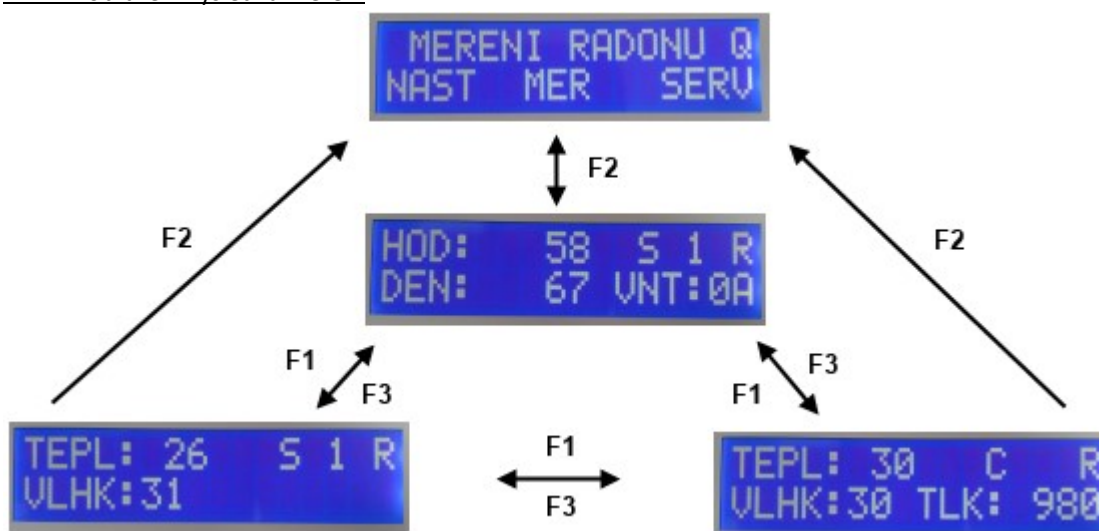 MERENI RADONU Q
NAST MER SERV
F2
F2
F2
HOD: 58 S 1 R
DEN: 67 VNT:0A
F1
F3
F3
F1
TEPL: 26 S 1 R
VLHK:31
F1
F3
TEPL: 30 C R
VLHK:30 TLK: 980